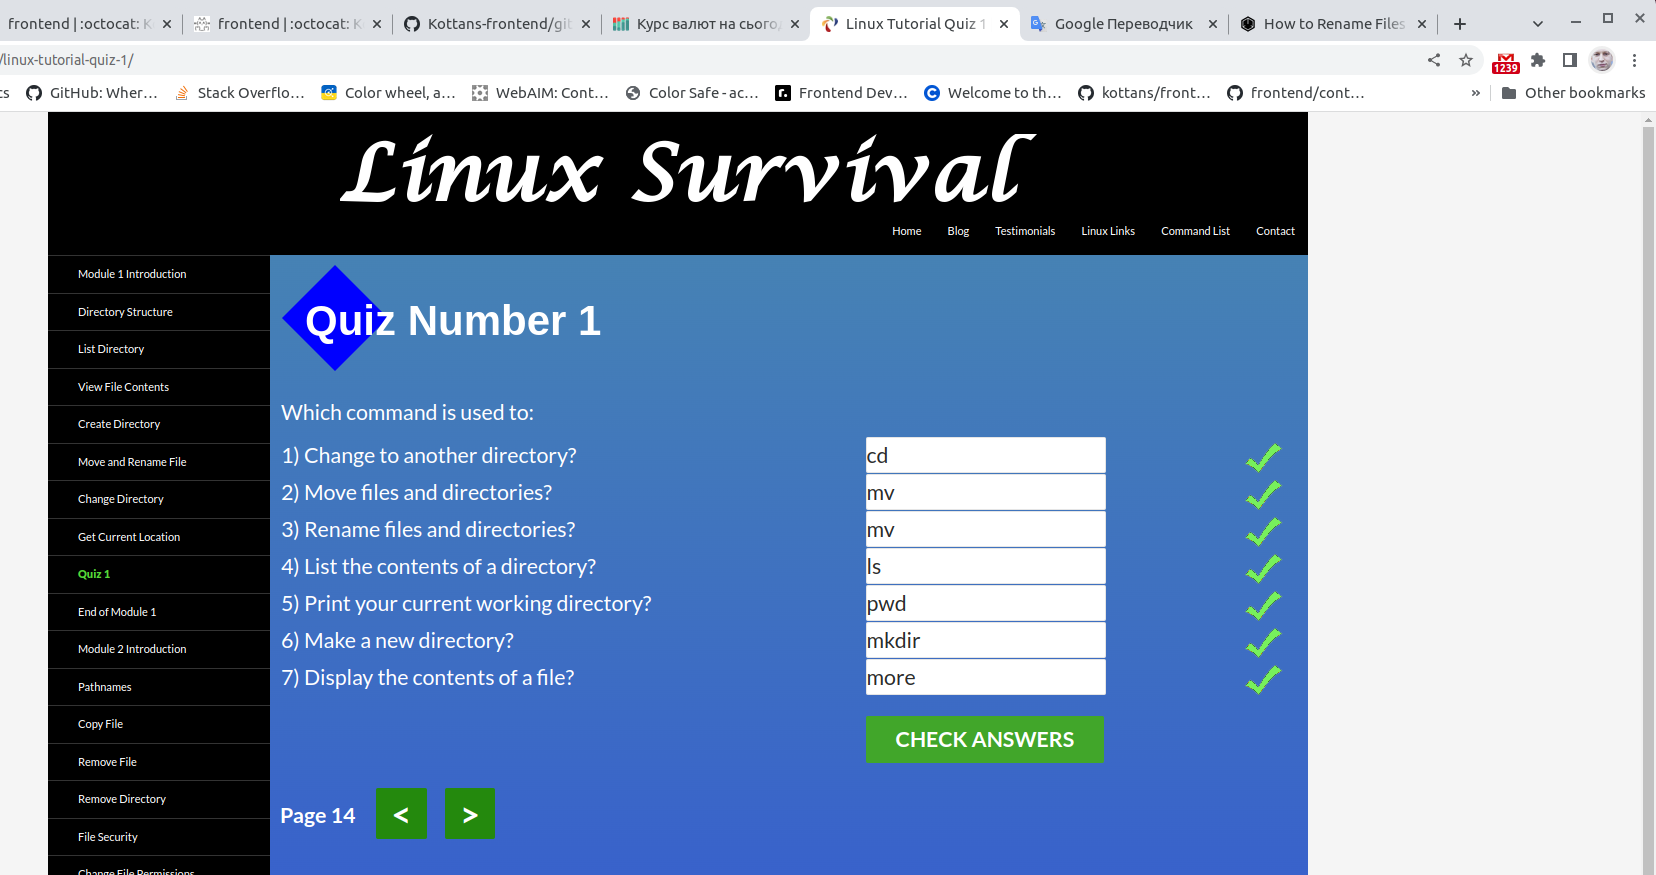 frontend | :octocat: K
frontend | :octocat: K
Kottans-frontend/git
Курс валют на сьогод
Linux Tutorial Quiz 1
Google Переводчик
How to Rename Files
/linux-tutorial-quiz-1/
1239
cs
GitHub: Wher...
Stack Overflo...
Color wheel, a...
WebAIM: Cont...
Color Safe - ac...
Frontend Dev...
Welcome to th...
kottans/front...
frontend/cont...
»
Other bookmarks
Linux Survival
Home
Blog
Testimonials
Linux Links
Command List
Contact
Module 1 Introduction
Directory Structure
List Directory
View File Contents
Create Directory
Move and Rename File
Change Directory
Get Current Location
Quiz 1
End of Module 1
Module 2 Introduction
Pathnames
Copy File
Remove File
Remove Directory
File Security
Change File Permissions
Quiz Number 1
Which command is used to:
1) Change to another directory? cd
2) Move files and directories? mv
3) Rename files and directories? mv
4) List the contents of a directory? ls
5) Print your current working directory? pwd
6) Make a new directory? mkdir
7) Display the contents of a file? more
CHECK ANSWERS
Page 14 < >